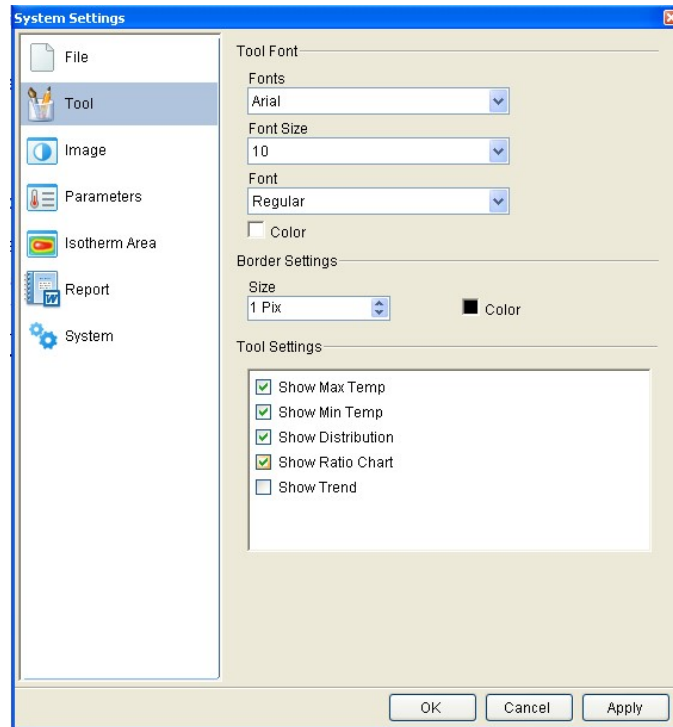 System Settings
File
Tool
Image
Parameters
Isotherm Area
Report
System
Tool Font
Fonts
Arial
Font Size
10
Font
Regular
Color
Border Settings
Size
1 Pix
Color
Tool Settings
Show Max Temp
Show Min Temp
Show Distribution
Show Ratio Chart
Show Trend
OK Cancel Apply